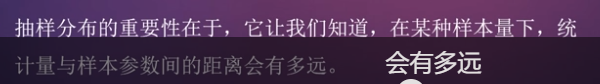 抽样分布的重要性在于，它让我们知道，在某种样本量下，统
计量与样本参数间的距离会有多远。
会有多远